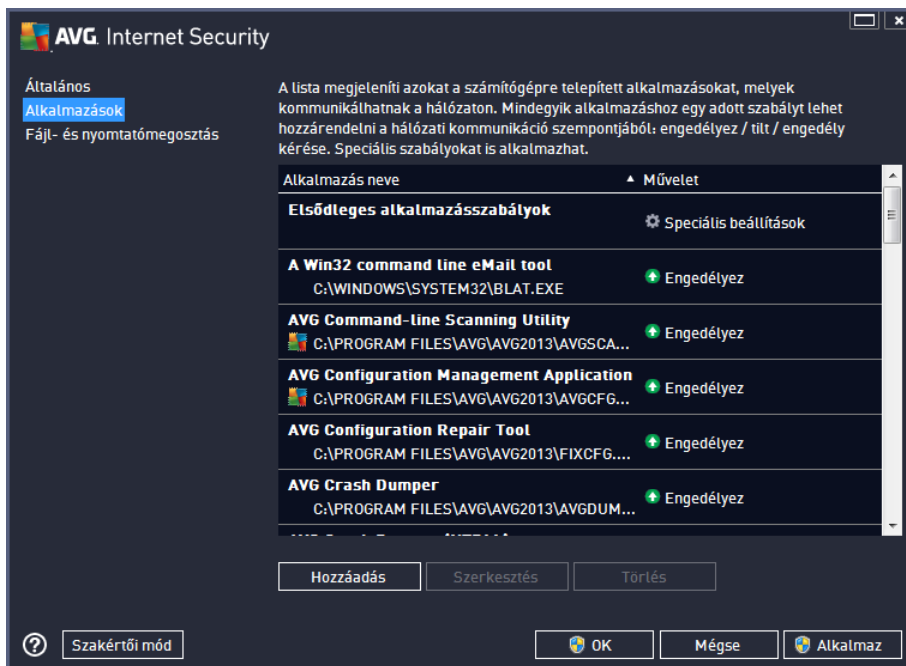 AVG. Internet Security
Általános
Alkalmazások
Fájl- és nyomtatómegosztás
A lista megjeleníti azokat a számítógépre telepített alkalmazásokat, melyek
kommunikálhatnak a hálózaton. Mindegyik alkalmazáshoz egy adott szabályt lehet
hozzárendelni a hálózati kommunikáció szempontjából: engedélyez / tilt / engedély
kérése. Speciális szabályokat is alkalmazhat.
Alkalmazás neve Művelet
Elsődleges alkalmazásszabályok
Speciális beállítások
A Win32 command line eMail tool
C:\WINDOWS\SYSTEM32\BLAT.EXE
Engedélyez
AVG Command-line Scanning Utility
C:\PROGRAM FILES\AVG\AVG2013\AVGSCA...
Engedélyez
AVG Configuration Management Application
C:\PROGRAM FILES\AVG\AVG2013\AVGCFG...
Engedélyez
AVG Configuration Repair Tool
C:\PROGRAM FILES\AVG\AVG2013\FIXCFG....
Engedélyez
AVG Crash Dumper
C:\PROGRAM FILES\AVG\AVG2013\AVGDUM...
Engedélyez
Hozzáadás Szerkesztés Törlés
Szakértői mód OK Mégse Alkalmaz